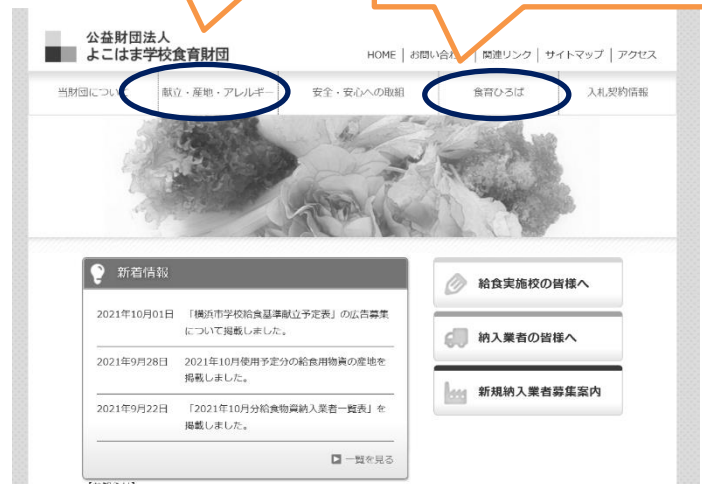 公益財団法人
よこはま学校食育財団
HOME | お問い合わ | 関連リンク | サイトマップ | アクセス
当財団につい 献立・産地・アレルギー 安全・安心への取組 食育ひろば 入札契約情報
新着情報
2021年10月01日 「横浜市学校給食基準献立予定表」の広告募集
について掲載しました。
2021年9月28日 2021年10月使用予定分の給食用物資の産地を
掲載しました。
2021年9月22日 「2021年10月分給食物資納入業者一覧表」を
掲載しました。
一覧を見る
給食実施校の皆様へ
納入業者の皆様へ
新規納入業者募集案内